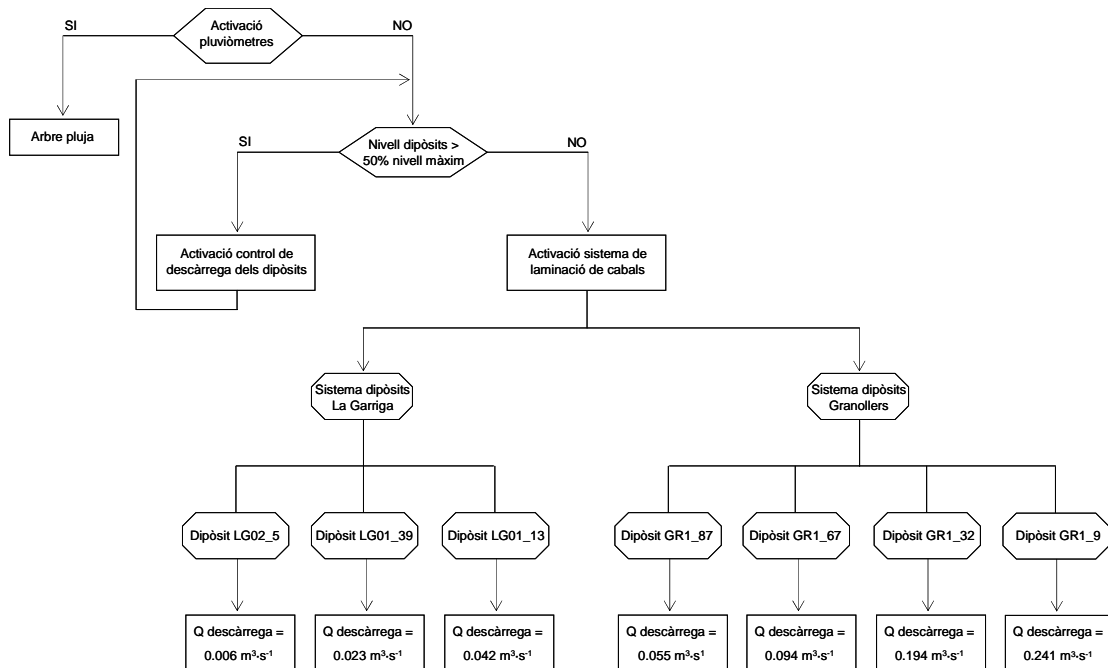 SI
Activació
pluviòmetres
NO
Arbre pluja
SI
Nivell dipòsits >
50% nivell màxim
NO
Activació control de
descàrrega dels dipòsits
Activació sistema de
laminació de cabals
Sistema dipòsits
La Garriga
Sistema dipòsits
Granollers
Dipòsit LG02_5
Dipòsit LG01_39
Dipòsit LG01_13
Dipòsit GR1_87
Dipòsit GR1_67
Dipòsit GR1_32
Dipòsit GR1_9
Q descàrrega =
0.006 m³·s⁻¹
Q descàrrega =
0.023 m³·s⁻¹
Q descàrrega =
0.042 m³·s⁻¹
Q descàrrega =
0.055 m³·s¹
Q descàrrega =
0.094 m³·s⁻¹
Q descàrrega =
0.194 m³·s⁻¹
Q descàrrega =
0.241 m³·s⁻¹